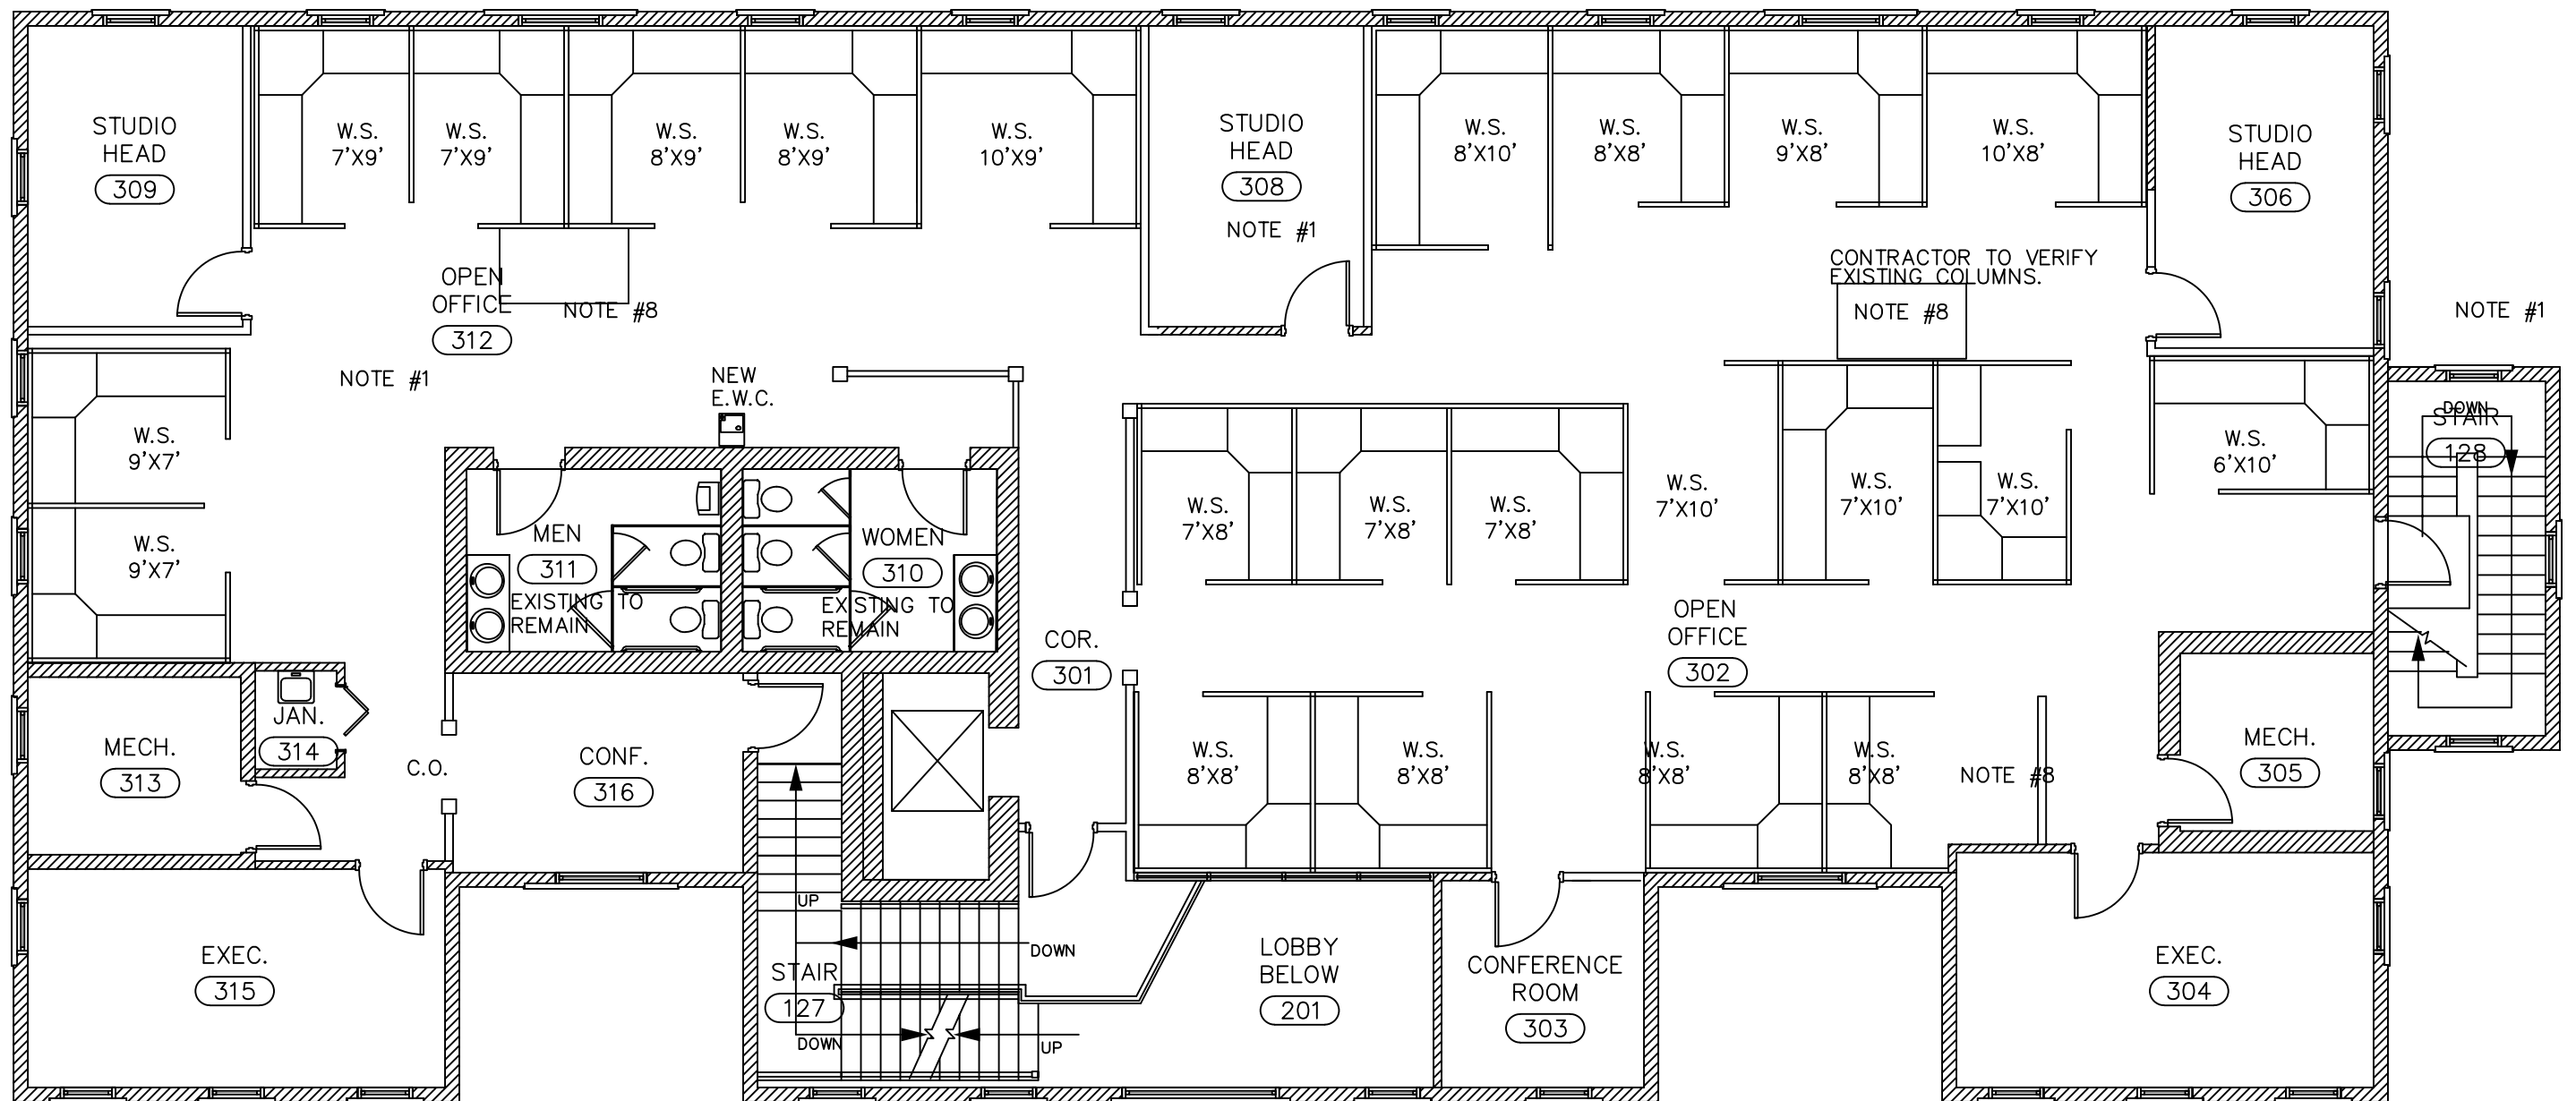 STUDIO
HEAD
309
W.S.
7'X9'
W.S.
7'X9'
W.S.
8'X9'
W.S.
8'X9'
W.S.
10'X9'
STUDIO
HEAD
308
NOTE #1
W.S.
8'X10'
W.S.
8'X8'
W.S.
9'X8'
W.S.
10'X8'
STUDIO
HEAD
306
OPEN
OFFICE
312
NOTE #8
CONTRACTOR TO VERIFY
EXISTING COLUMNS.
NOTE #8
NOTE #1
NOTE #1
NEW
E.W.C.
W.S.
9'X7'
W.S.
9'X7'
MEN
311
EXISTING TO
REMAIN
WOMEN
310
EXISTING TO
REMAIN
W.S.
7'X8'
W.S.
7'X8'
W.S.
7'X8'
W.S.
7'X10'
W.S.
7'X10'
W.S.
7'X10'
W.S.
6'X10'
DOWN
STAIR
128
COR.
301
OPEN
OFFICE
302
MECH.
313
JAN.
314
C.O.
CONF.
316
W.S.
8'X8'
W.S.
8'X8'
W.S.
8'X8'
W.S.
8'X8'
NOTE #8
MECH.
305
EXEC.
315
UP
DOWN
STAIR
127
DOWN
UP
LOBBY
BELOW
201
CONFERENCE
ROOM
303
EXEC.
304